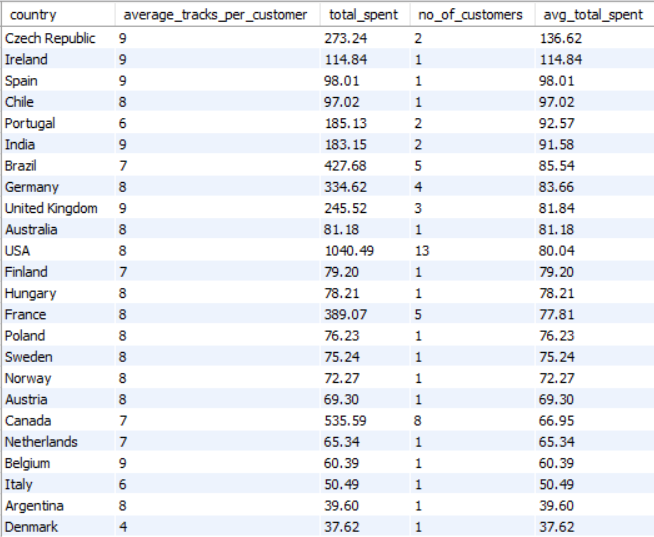 country average_tracks_per_customer total_spent no_of_customers avg_total_spent
Czech Republic 9 273.24 2 136.62
Ireland 9 114.84 1 114.84
Spain 9 98.01 1 98.01
Chile 8 97.02 1 97.02
Portugal 6 185.13 2 92.57
India 9 183.15 2 91.58
Brazil 7 427.68 5 85.54
Germany 8 334.62 4 83.66
United Kingdom 9 245.52 3 81.84
Australia 8 81.18 1 81.18
USA 8 1040.49 13 80.04
Finland 7 79.20 1 79.20
Hungary 8 78.21 1 78.21
France 8 389.07 5 77.81
Poland 8 76.23 1 76.23
Sweden 8 75.24 1 75.24
Norway 8 72.27 1 72.27
Austria 8 69.30 1 69.30
Canada 7 535.59 8 66.95
Netherlands 7 65.34 1 65.34
Belgium 9 60.39 1 60.39
Italy 6 50.49 1 50.49
Argentina 8 39.60 1 39.60
Denmark 4 37.62 1 37.62